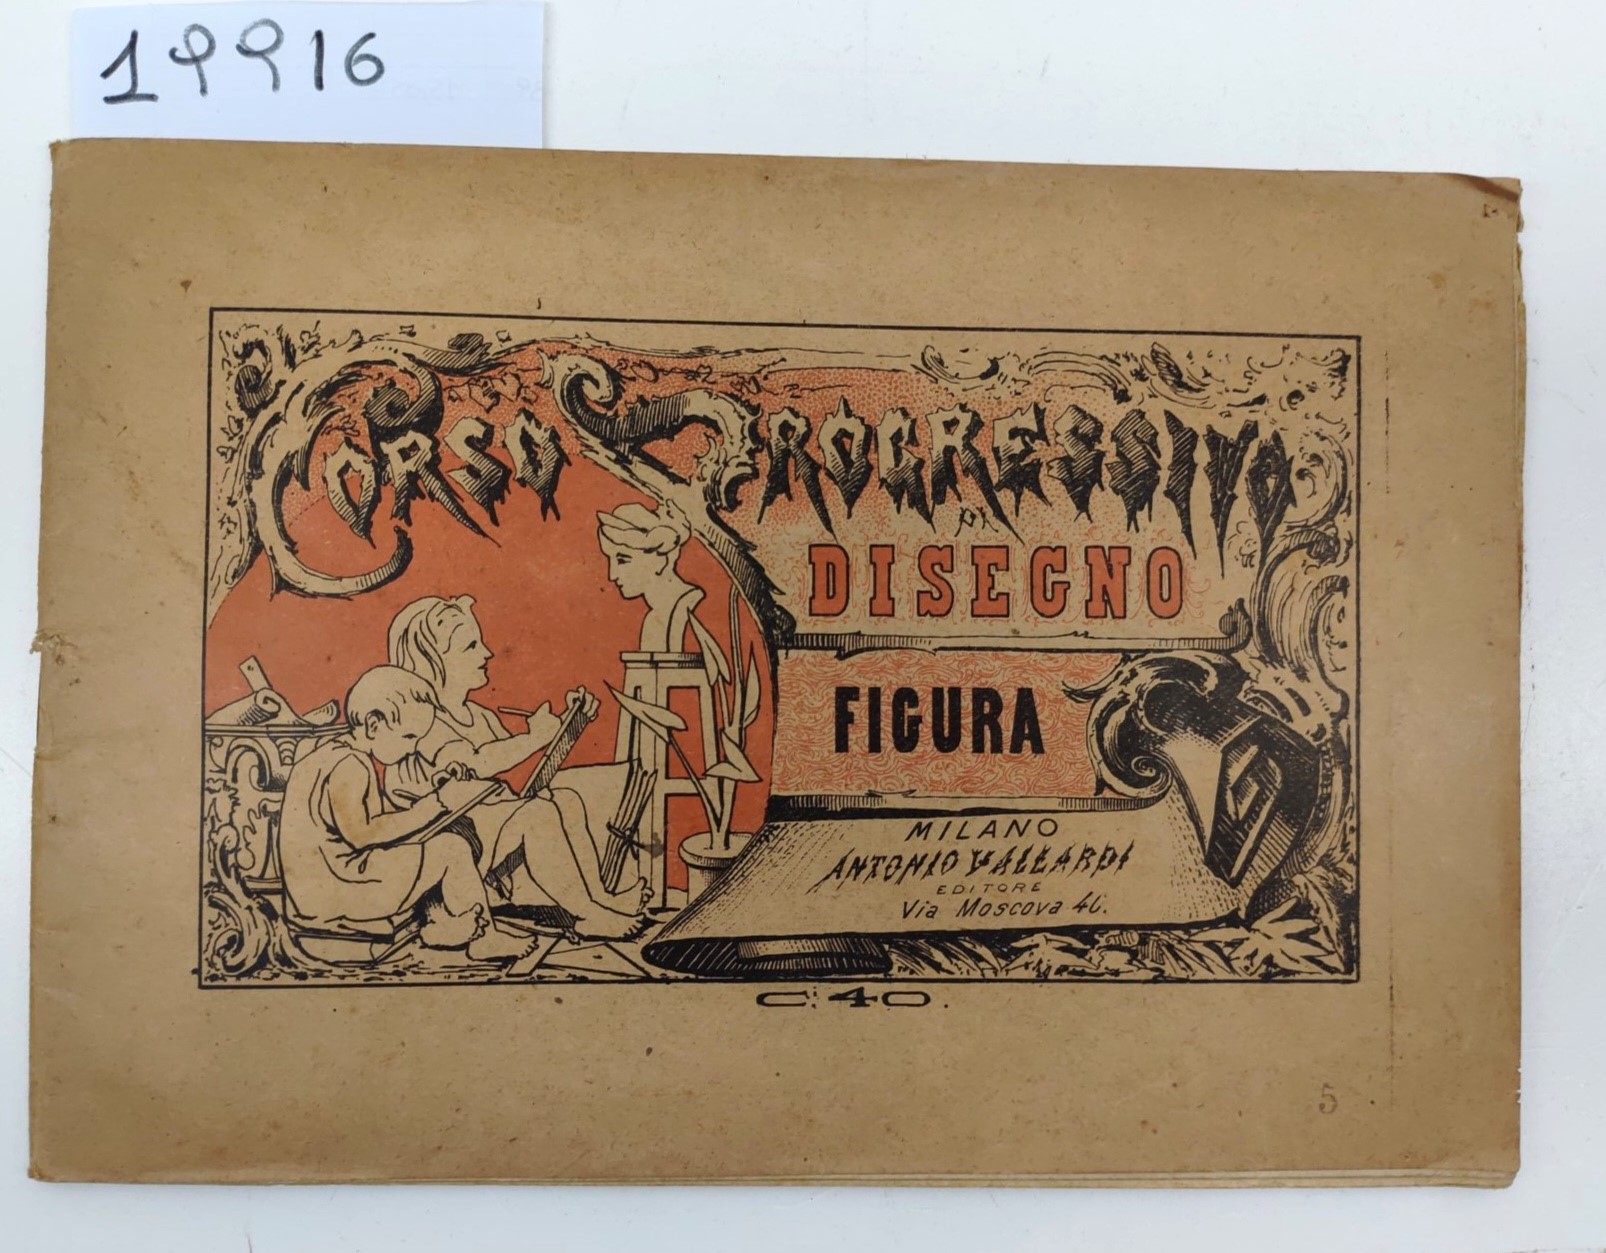 19916
CORSO PROGRESSIVO
DI
DISEGNO
FIGURA
MILANO
ANTONIO VALLARDI
EDITORE
Via Moscova 40.
C. 40.
5